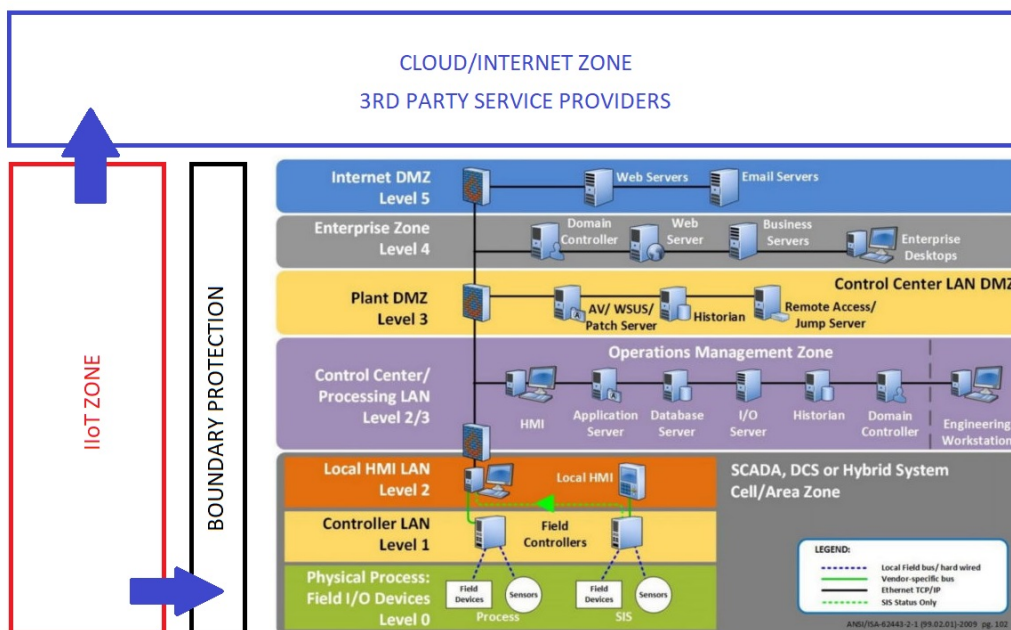 CLOUD/INTERNET ZONE
3RD PARTY SERVICE PROVIDERS
IIoT ZONE
BOUNDARY PROTECTION
Internet DMZ
Level 5
Web Servers
Email Servers
Enterprise Zone
Level 4
Domain
Controller
Web
Server
Business
Servers
Enterprise
Desktops
Control Center LAN DMZ
Plant DMZ
Level 3
AV/ WSUS/
Patch Server
Historian
Remote Access/
Jump Server
Operations Management Zone
Control Center/
Processing LAN
Level 2/3
HMI
Application
Server
Database
Server
I/O
Server
Historian
Domain
Controller
Engineering
Workstation
Local HMI LAN
Level 2
Local HMI
SCADA, DCS or Hybrid System
Cell/Area Zone
Controller LAN
Level 1
Field
Controllers
Physical Process:
Field I/O Devices
Level 0
Field
Devices
Sensors
Process
Field
Devices
Sensors
SIS
LEGEND:
Local Field bus/ hard wired
Vendor-specific bus
Ethernet TCP/IP
SIS Status Only
ANSI/ISA-62443-2-1 (99.02.01)-2009 pg. 102